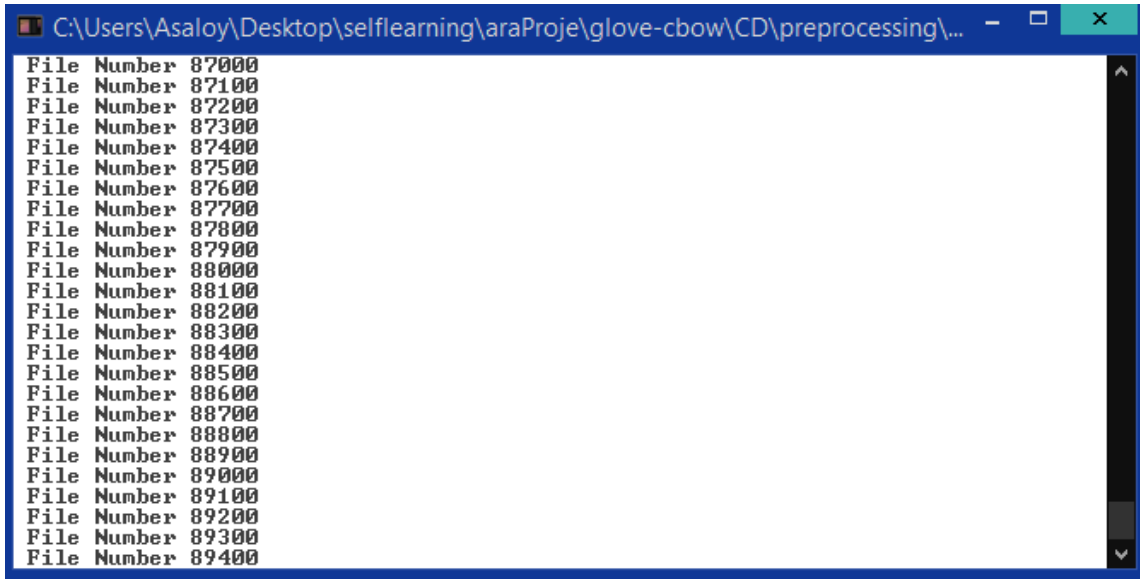 C:\Users\Asaloy\Desktop\selflearning\araProje\glove-cbow\CD\preprocessing\...
File Number 87000
File Number 87100
File Number 87200
File Number 87300
File Number 87400
File Number 87500
File Number 87600
File Number 87700
File Number 87800
File Number 87900
File Number 88000
File Number 88100
File Number 88200
File Number 88300
File Number 88400
File Number 88500
File Number 88600
File Number 88700
File Number 88800
File Number 88900
File Number 89000
File Number 89100
File Number 89200
File Number 89300
File Number 89400